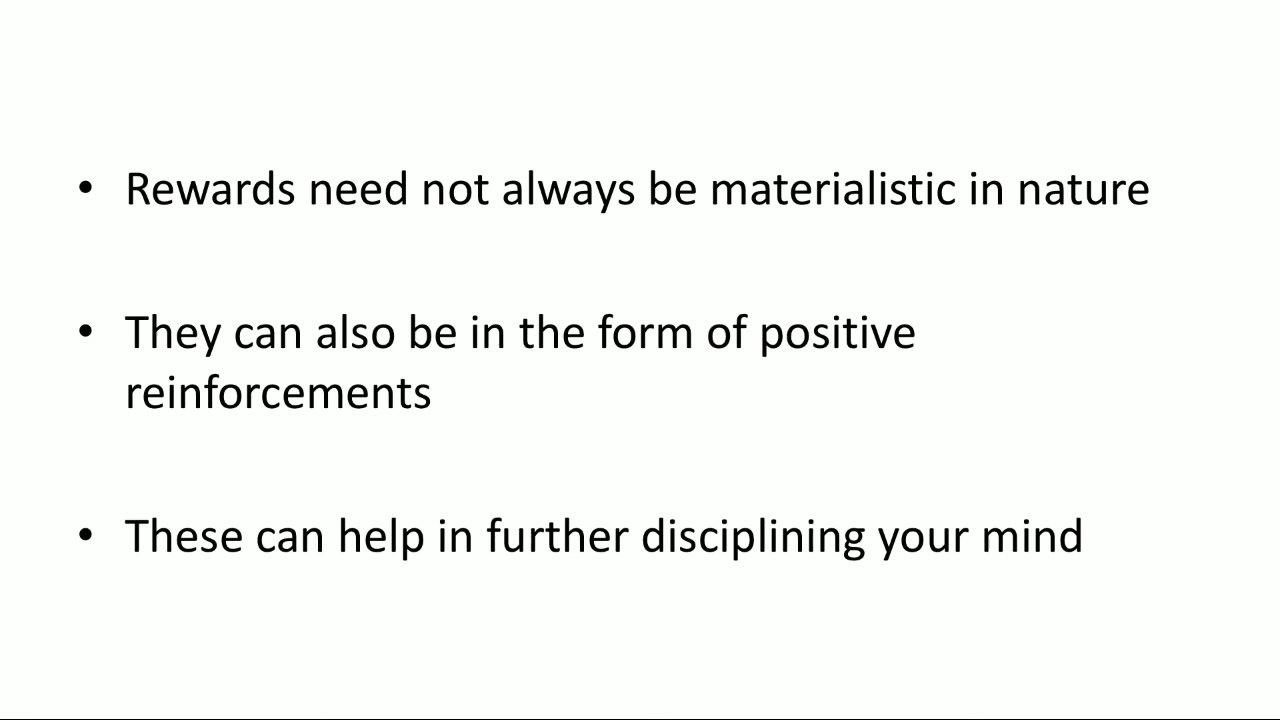 • Rewards need not always be materialistic in nature
• They can also be in the form of positive
reinforcements
• These can help in further disciplining your mind